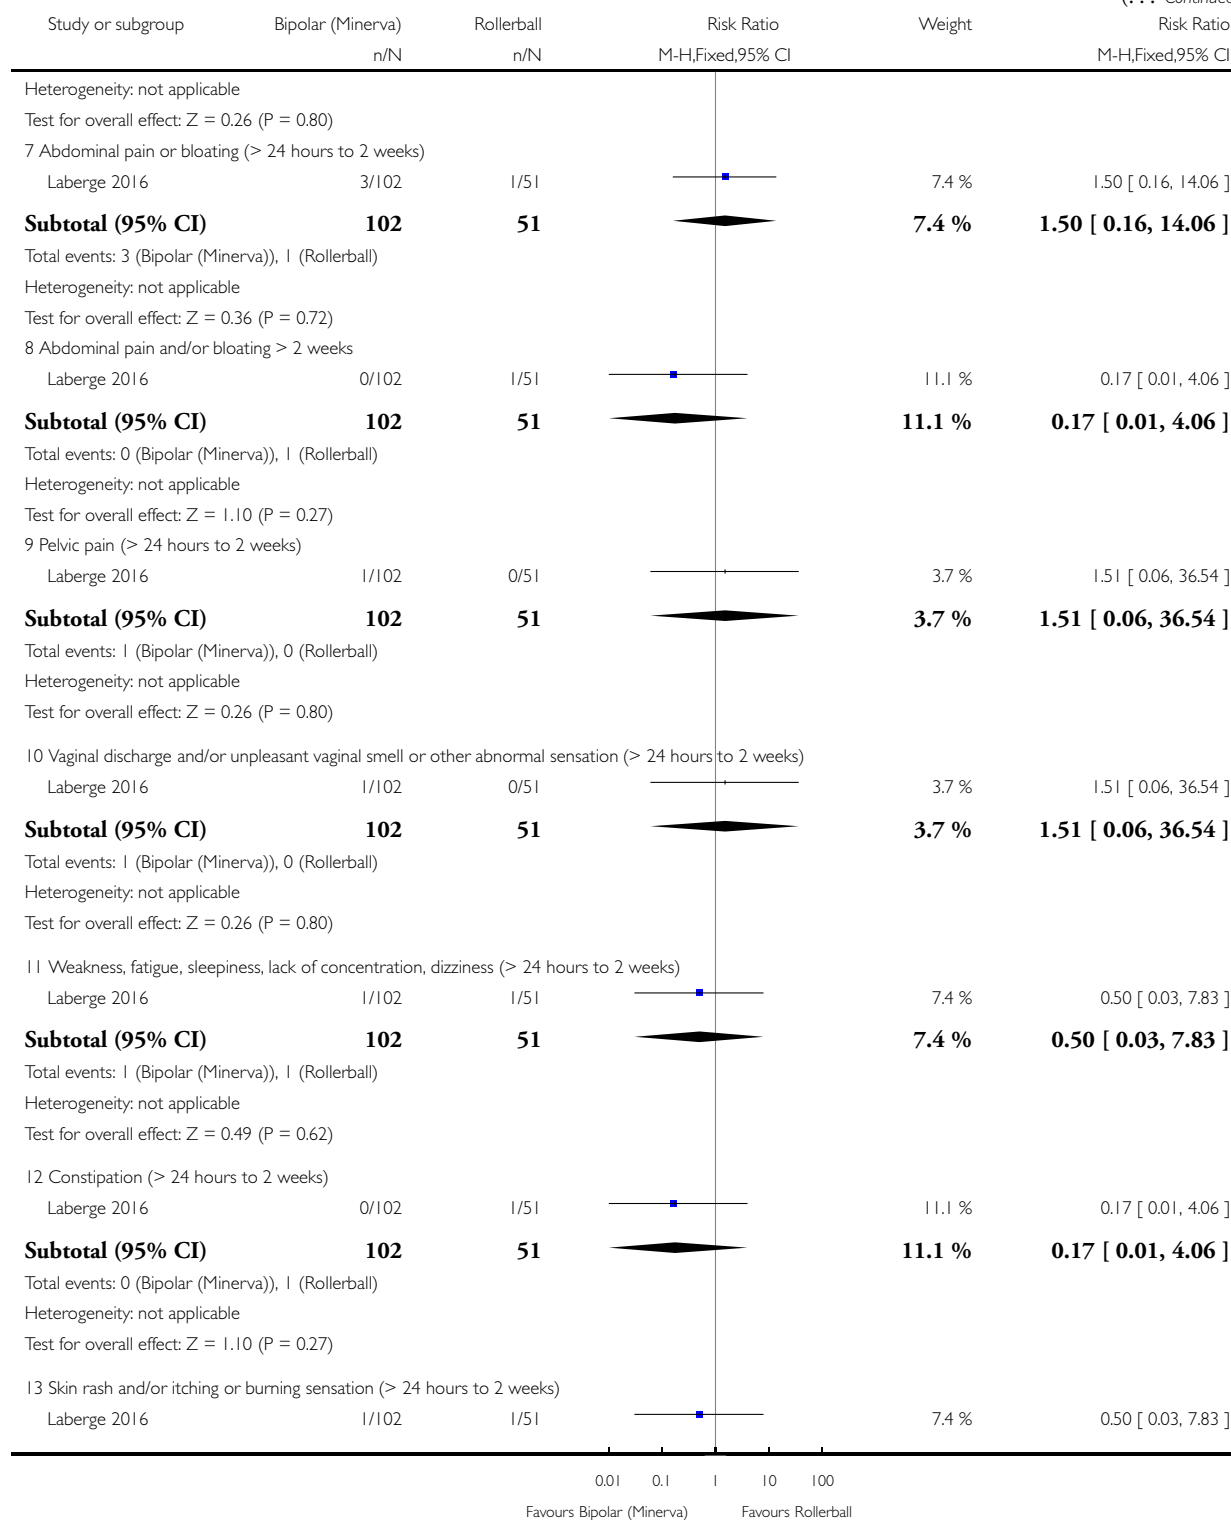 (. . . Continued
Study or subgroup Bipolar (Minerva) Rollerball Risk Ratio Weight Risk Ratio
n/N n/N M-H,Fixed,95% CI M-H,Fixed,95% CI
Heterogeneity: not applicable
Test for overall effect: Z = 0.26 (P = 0.80)
7 Abdominal pain or bloating (> 24 hours to 2 weeks)
Laberge 2016 3/102 1/51 7.4 % 1.50 [ 0.16, 14.06 ]
Subtotal (95% CI) 102 51 7.4 % 1.50 [ 0.16, 14.06 ]
Total events: 3 (Bipolar (Minerva)), 1 (Rollerball)
Heterogeneity: not applicable
Test for overall effect: Z = 0.36 (P = 0.72)
8 Abdominal pain and/or bloating > 2 weeks
Laberge 2016 0/102 1/51 11.1 % 0.17 [ 0.01, 4.06 ]
Subtotal (95% CI) 102 51 11.1 % 0.17 [ 0.01, 4.06 ]
Total events: 0 (Bipolar (Minerva)), 1 (Rollerball)
Heterogeneity: not applicable
Test for overall effect: Z = 1.10 (P = 0.27)
9 Pelvic pain (> 24 hours to 2 weeks)
Laberge 2016 1/102 0/51 3.7 % 1.51 [ 0.06, 36.54 ]
Subtotal (95% CI) 102 51 3.7 % 1.51 [ 0.06, 36.54 ]
Total events: 1 (Bipolar (Minerva)), 0 (Rollerball)
Heterogeneity: not applicable
Test for overall effect: Z = 0.26 (P = 0.80)
10 Vaginal discharge and/or unpleasant vaginal smell or other abnormal sensation (> 24 hours to 2 weeks)
Laberge 2016 1/102 0/51 3.7 % 1.51 [ 0.06, 36.54 ]
Subtotal (95% CI) 102 51 3.7 % 1.51 [ 0.06, 36.54 ]
Total events: 1 (Bipolar (Minerva)), 0 (Rollerball)
Heterogeneity: not applicable
Test for overall effect: Z = 0.26 (P = 0.80)
11 Weakness, fatigue, sleepiness, lack of concentration, dizziness (> 24 hours to 2 weeks)
Laberge 2016 1/102 1/51 7.4 % 0.50 [ 0.03, 7.83 ]
Subtotal (95% CI) 102 51 7.4 % 0.50 [ 0.03, 7.83 ]
Total events: 1 (Bipolar (Minerva)), 1 (Rollerball)
Heterogeneity: not applicable
Test for overall effect: Z = 0.49 (P = 0.62)
12 Constipation (> 24 hours to 2 weeks)
Laberge 2016 0/102 1/51 11.1 % 0.17 [ 0.01, 4.06 ]
Subtotal (95% CI) 102 51 11.1 % 0.17 [ 0.01, 4.06 ]
Total events: 0 (Bipolar (Minerva)), 1 (Rollerball)
Heterogeneity: not applicable
Test for overall effect: Z = 1.10 (P = 0.27)
13 Skin rash and/or itching or burning sensation (> 24 hours to 2 weeks)
Laberge 2016 1/102 1/51 7.4 % 0.50 [ 0.03, 7.83 ]
0.01 0.1 1 10 100
Favours Bipolar (Minerva) Favours Rollerball